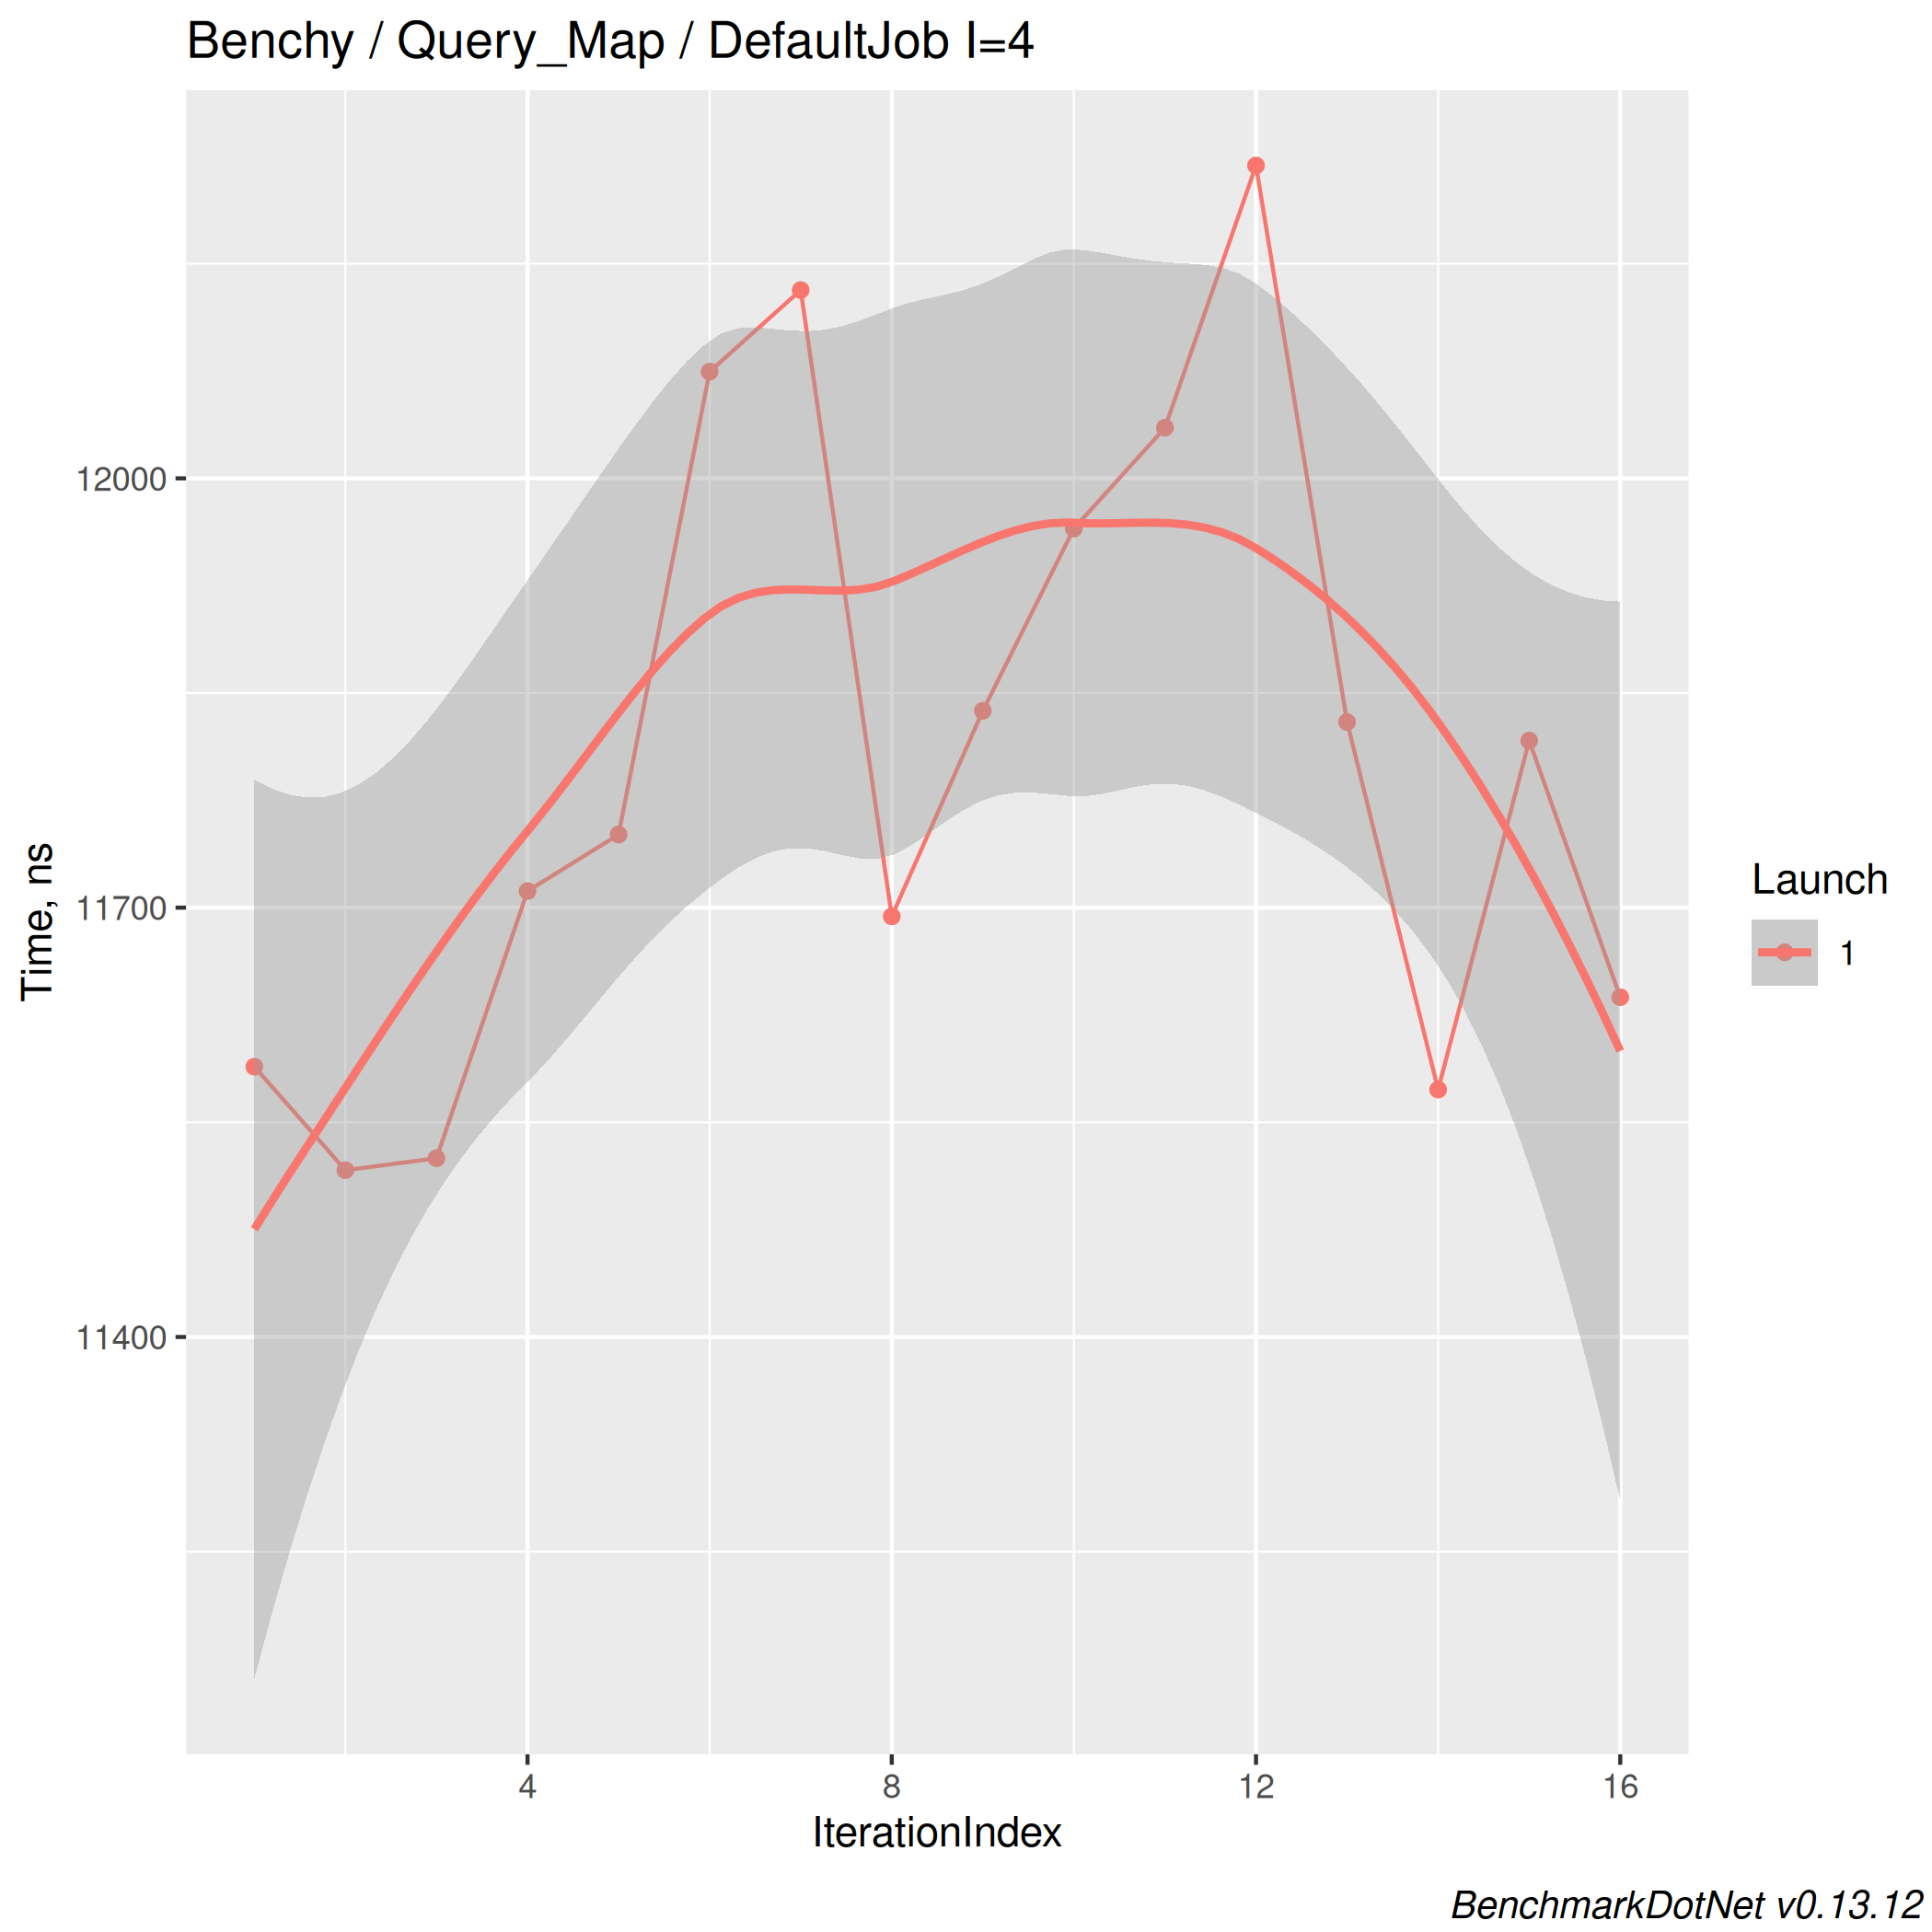 Benchy / Query_Map / DefaultJob I=4
Time, ns
12000
11700
11400
4
8
12
16
IterationIndex
Launch
1
BenchmarkDotNet v0.13.12